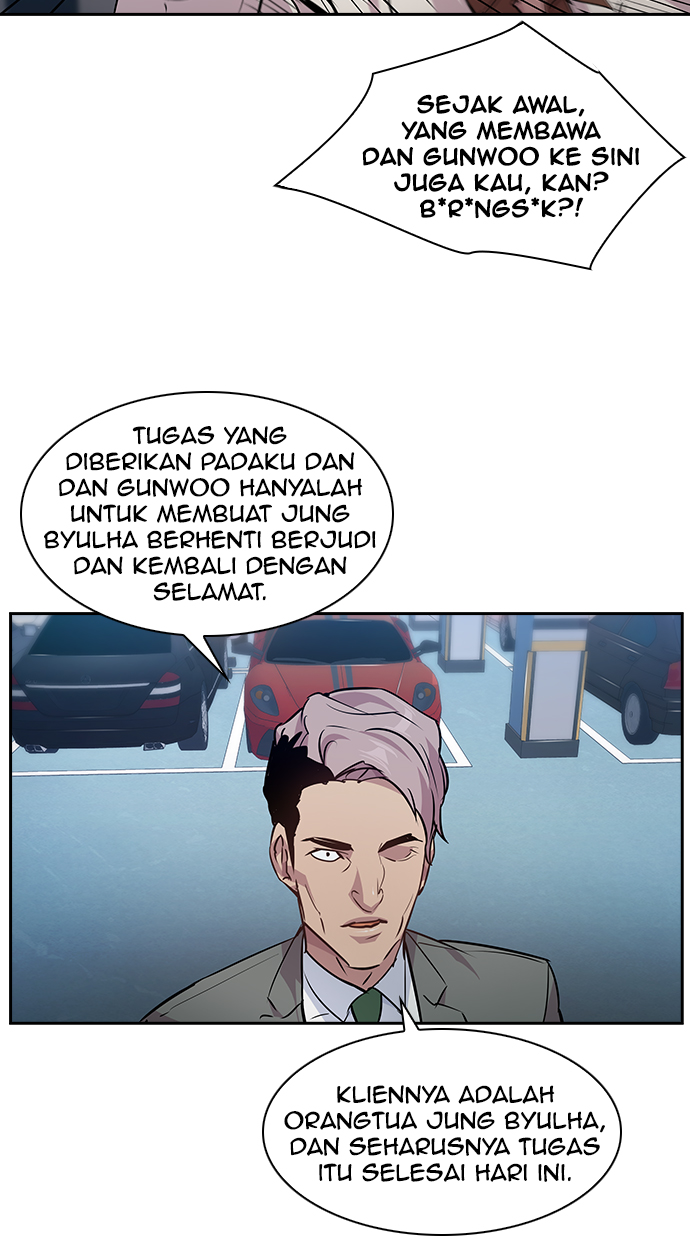 SEJAK AWAL,
YANG MEMBAWA
DAN GUNWOO KE SINI
JUGA KAU, KAN?
B*R*NGS*K?!
TUGAS YANG
DIBERIKAN PADAKU DAN
DAN GUNWOO HANYALAH
UNTUK MEMBUAT JUNG
BYULHA BERHENTI BERJUDI
DAN KEMBALI DENGAN
SELAMAT.
KLIENNYA ADALAH
ORANGTUA JUNG BYULHA,
DAN SEHARUSNYA TUGAS
ITU SELESAI HARI INI.